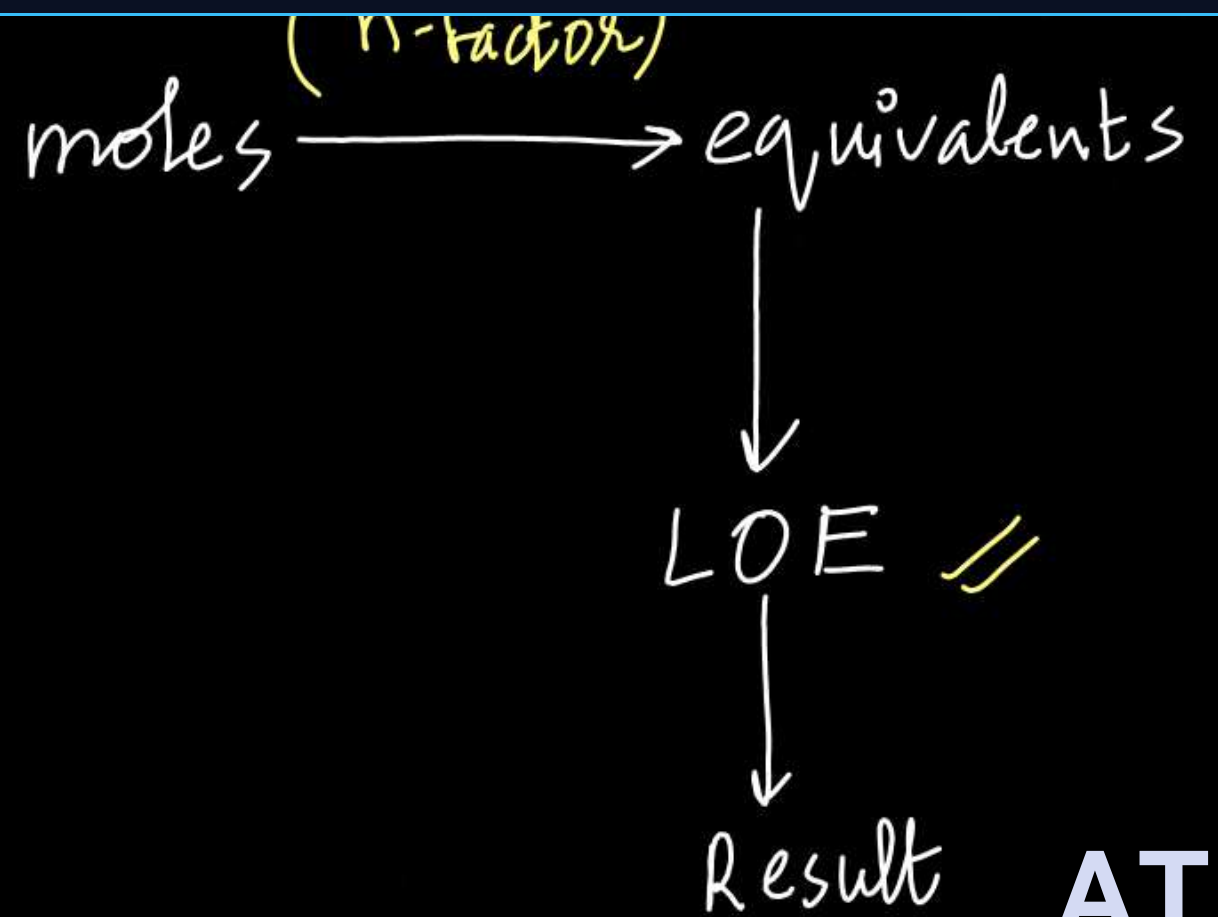 (n-factor)
moles → equivalents
LOE
Result
AT